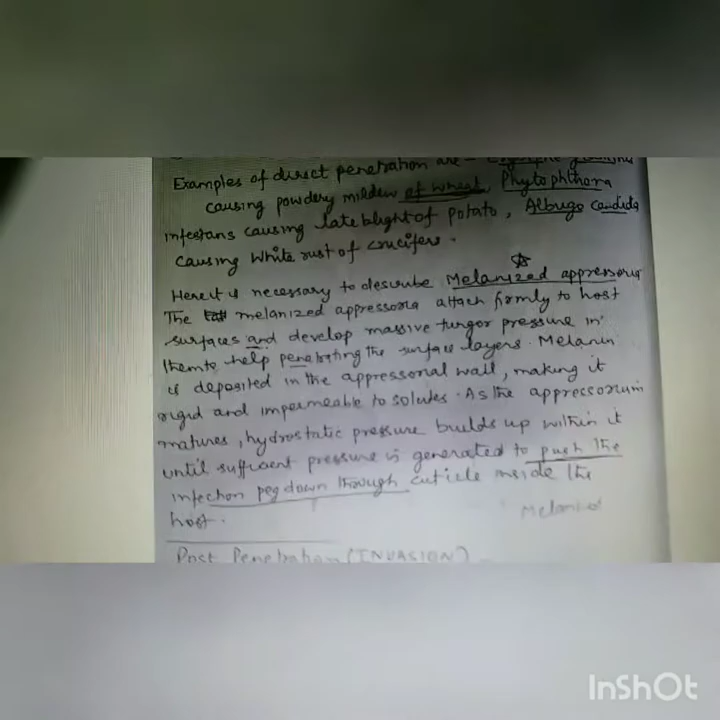 Examples of direct penetration are -
causing powdery mildew of wheat, Phytophthora
infestans causing late blight of potato, Albugo candida
causing White rust of crucifers.
Here it is necessary to describe Melanized appressoria
The melanized appressoria attach firmly to host
surfaces and develop massive turgor pressure in
them to help penetrating the surface layers. Melanin
is deposited in the appressorial wall, making it
rigid and impermeable to solutes. As the appressorium
matures, hydrostatic pressure builds up within it
until sufficient pressure is generated to push the
infection peg down through cuticle inside the
host.
Melanized
Post Penetration (INVASION)
InShOt